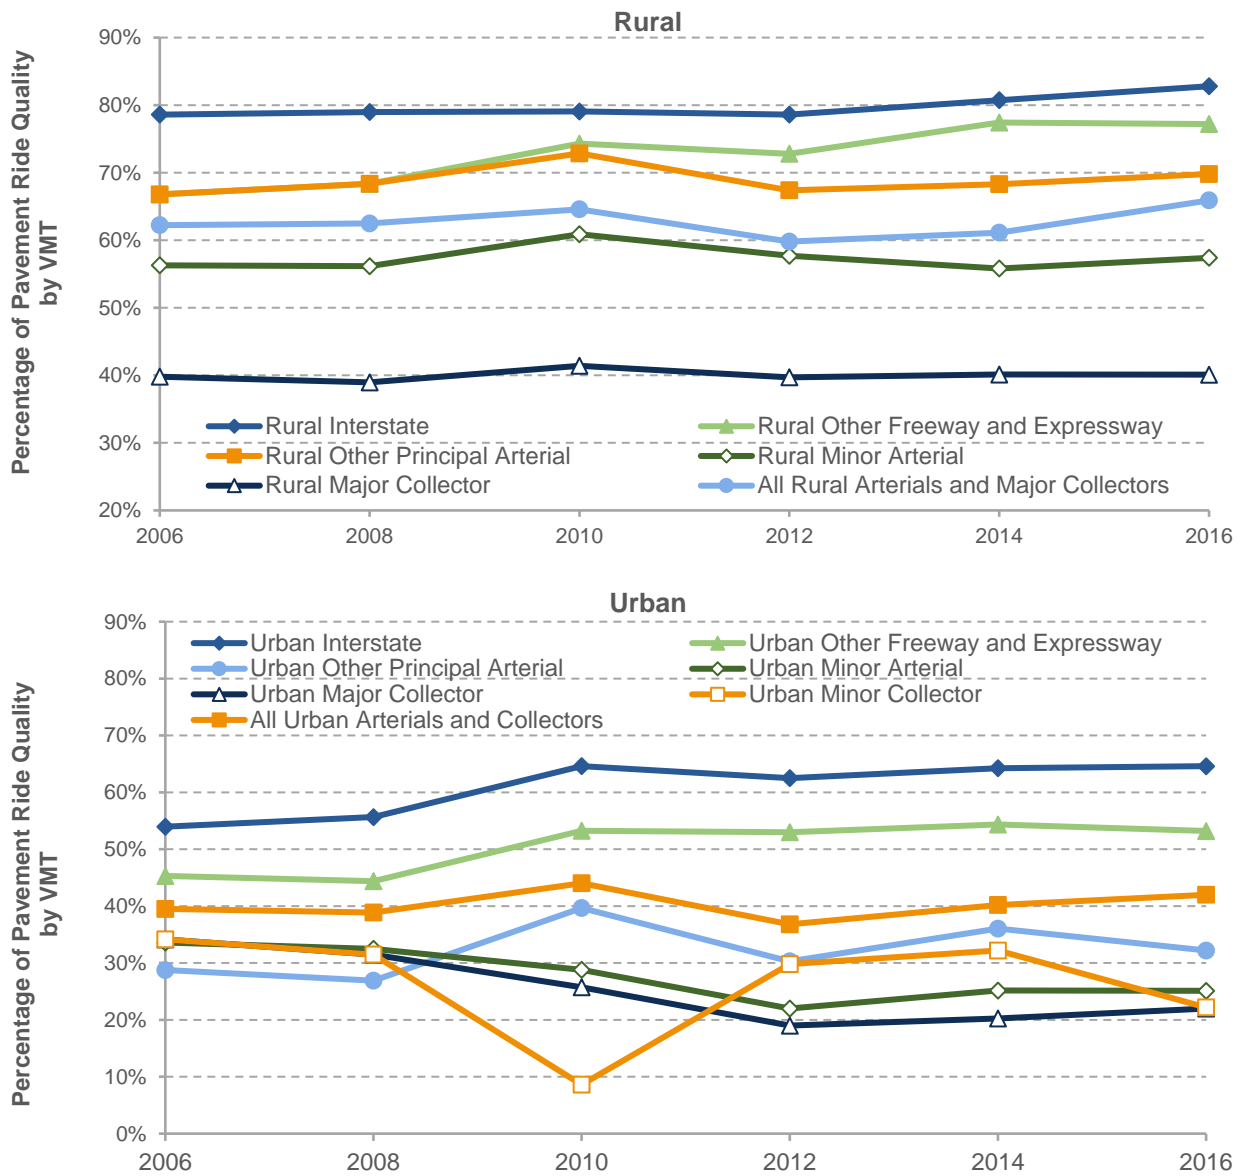 Rural
Percentage of Pavement Ride Quality
by VMT
90%
80%
70%
60%
50%
40%
30%
20%
Rural Interstate
Rural Other Freeway and Expressway
Rural Other Principal Arterial
Rural Minor Arterial
Rural Major Collector
All Rural Arterials and Major Collectors
2006 2008 2010 2012 2014 2016
Urban
Percentage of Pavement Ride Quality
by VMT
90%
80%
70%
60%
50%
40%
30%
20%
10%
0%
Urban Interstate
Urban Other Freeway and Expressway
Urban Other Principal Arterial
Urban Minor Arterial
Urban Major Collector
Urban Minor Collector
All Urban Arterials and Collectors
2006 2008 2010 2012 2014 2016